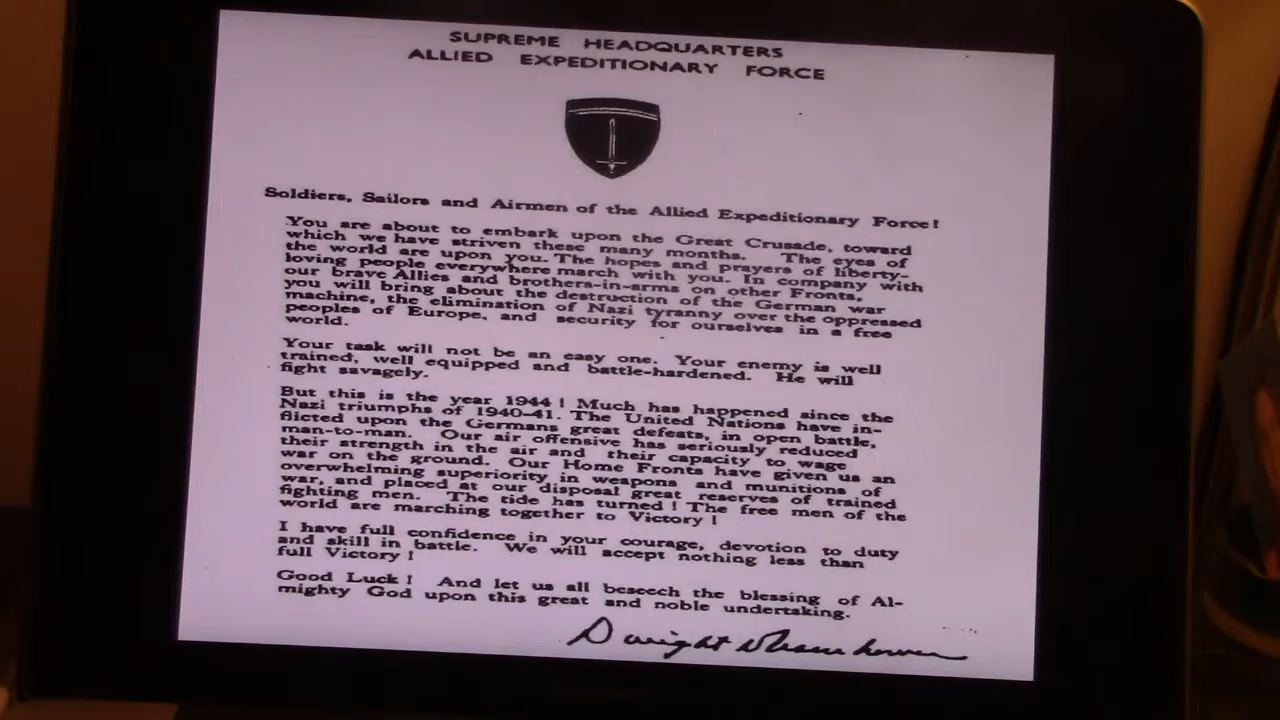 SUPREME HEADQUARTERS
ALLIED EXPEDITIONARY FORCE
Soldiers, Sailors and Airmen of the Allied Expeditionary Force!
You are about to embark upon the Great Crusade, toward
which we have striven these many months. The eyes of
the world are upon you. The hopes and prayers of liberty-
loving people everywhere march with you. In company with
our brave Allies and brothers-in-arms on other Fronts,
you will bring about the destruction of the German war
machine, the elimination of Nazi tyranny over the oppressed
peoples of Europe, and security for ourselves in a free
world.
Your task will not be an easy one. Your enemy is well
trained, well equipped and battle-hardened. He will
fight savagely.
But this is the year 1944 ! Much has happened since the
Nazi triumphs of 1940-41. The United Nations have in-
flicted upon the Germans great defeats, in open battle,
man-to-man. Our air offensive has seriously reduced
their strength in the air and their capacity to wage
war on the ground. Our Home Fronts have given us an
overwhelming superiority in weapons and munitions of
war, and placed at our disposal great reserves of trained
fighting men. The tide has turned ! The free men of the
world are marching together to Victory !
I have full confidence in your courage, devotion to duty
and skill in battle. We will accept nothing less than
full Victory !
Good Luck ! And let us all beseech the blessing of Al-
mighty God upon this great and noble undertaking.
Dwight D Eisenhower